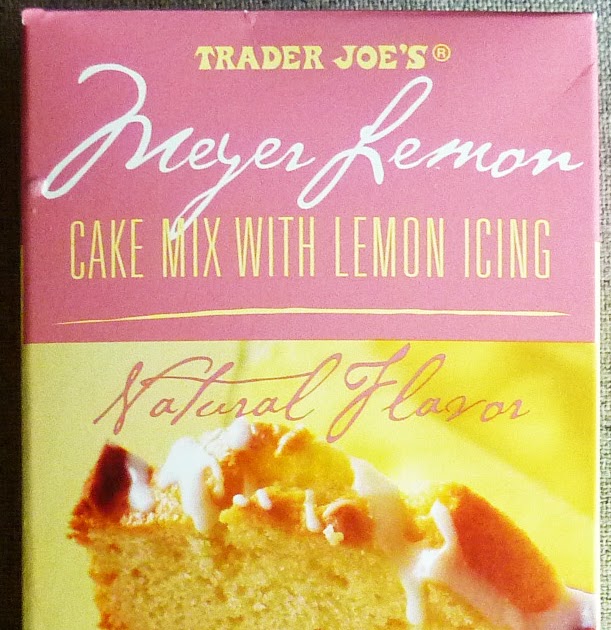 TRADER JOE'S®
Meyer Lemon
CAKE MIX WITH LEMON ICING
Natural Flavor